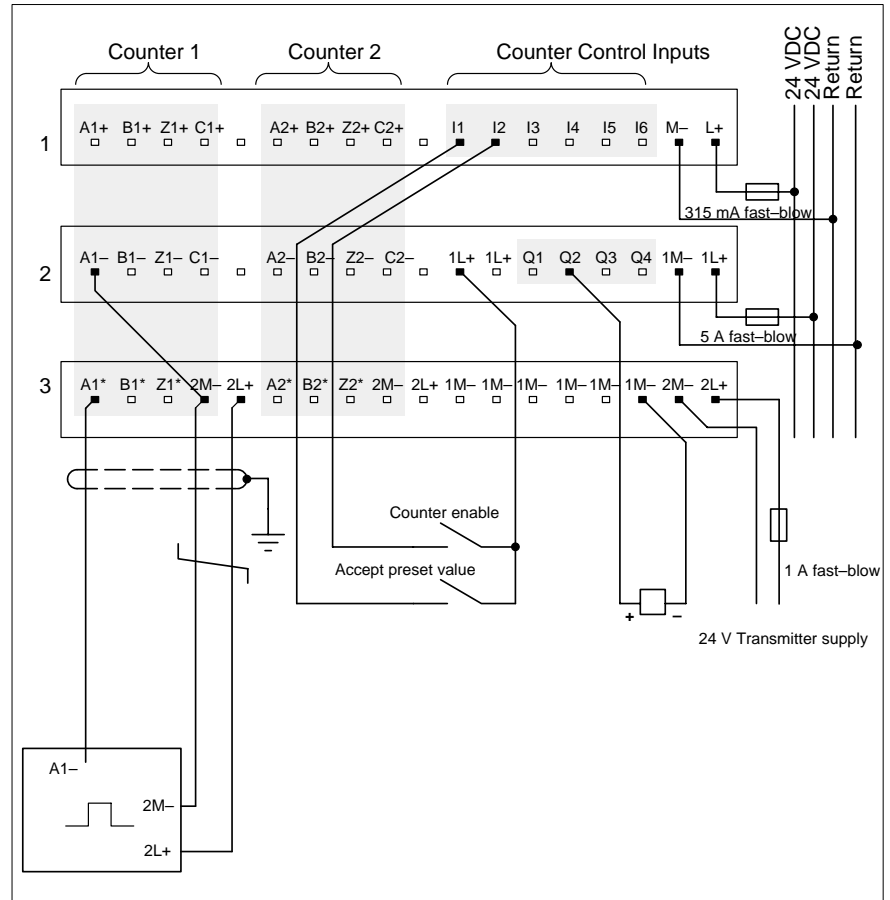 Counter 1 Counter 2 Counter Control Inputs
24 VDC
24 VDC
Return
Return
1
A1+ B1+ Z1+ C1+ A2+ B2+ Z2+ C2+ I1 I2 I3 I4 I5 I6 M– L+
315 mA fast–blow
2
A1– B1– Z1– C1– A2– B2– Z2– C2– 1L+ 1L+ Q1 Q2 Q3 Q4 1M– 1L+
5 A fast–blow
3
A1* B1* Z1* 2M– 2L+ A2* B2* Z2* 2M– 2L+ 1M– 1M– 1M– 1M– 1M– 1M– 2M– 2L+
Counter enable
Accept preset value
1 A fast–blow
+ –
24 V Transmitter supply
A1–
2M–
2L+